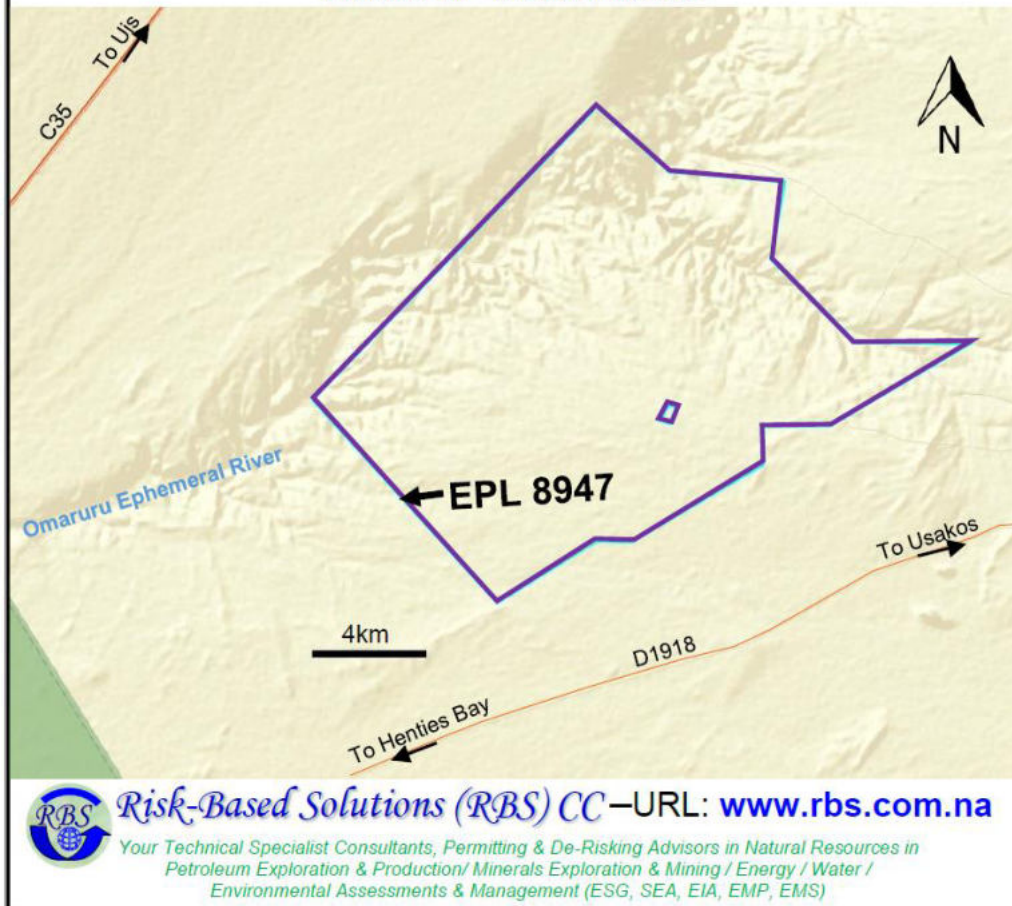 To Uis
C35
N
Omaruru Ephemeral River
EPL 8947
To Usakos
4km
D1918
To Henties Bay
RBS
Risk-Based Solutions (RBS) CC –URL: www.rbs.com.na
Your Technical Specialist Consultants, Permitting & De-Risking Advisors in Natural Resources in
Petroleum Exploration & Production/ Minerals Exploration & Mining / Energy / Water /
Environmental Assessments & Management (ESG, SEA, EIA, EMP, EMS)